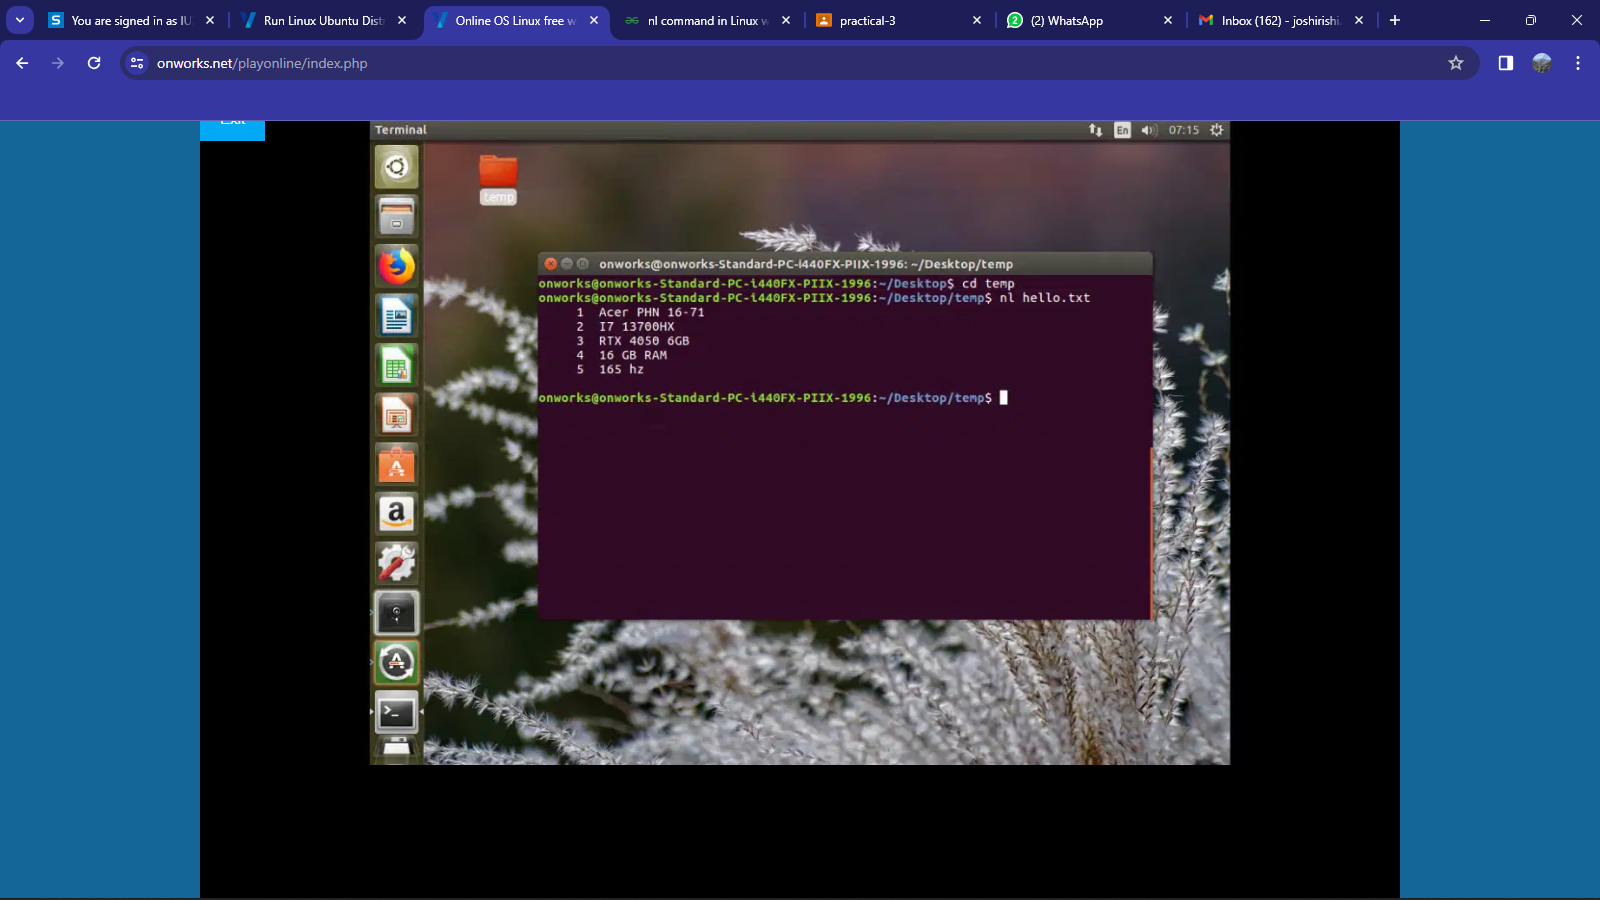 You are signed in as IU
Run Linux Ubuntu Dist
Online OS Linux free w
nl command in Linux w
practical-3
(2) WhatsApp
Inbox (162) - joshirishi
onworks.net/playonline/index.php
Exit
Terminal
En
07:15
temp
onworks@onworks-Standard-PC-i440FX-PIIX-1996: ~/Desktop/temp
onworks@onworks-Standard-PC-i440FX-PIIX-1996:~/Desktop$ cd temp
onworks@onworks-Standard-PC-i440FX-PIIX-1996:~/Desktop/temp$ nl hello.txt
1 Acer PHN 16-71
2 I7 13700HX
3 RTX 4050 6GB
4 16 GB RAM
5 165 hz
onworks@onworks-Standard-PC-i440FX-PIIX-1996:~/Desktop/temp$